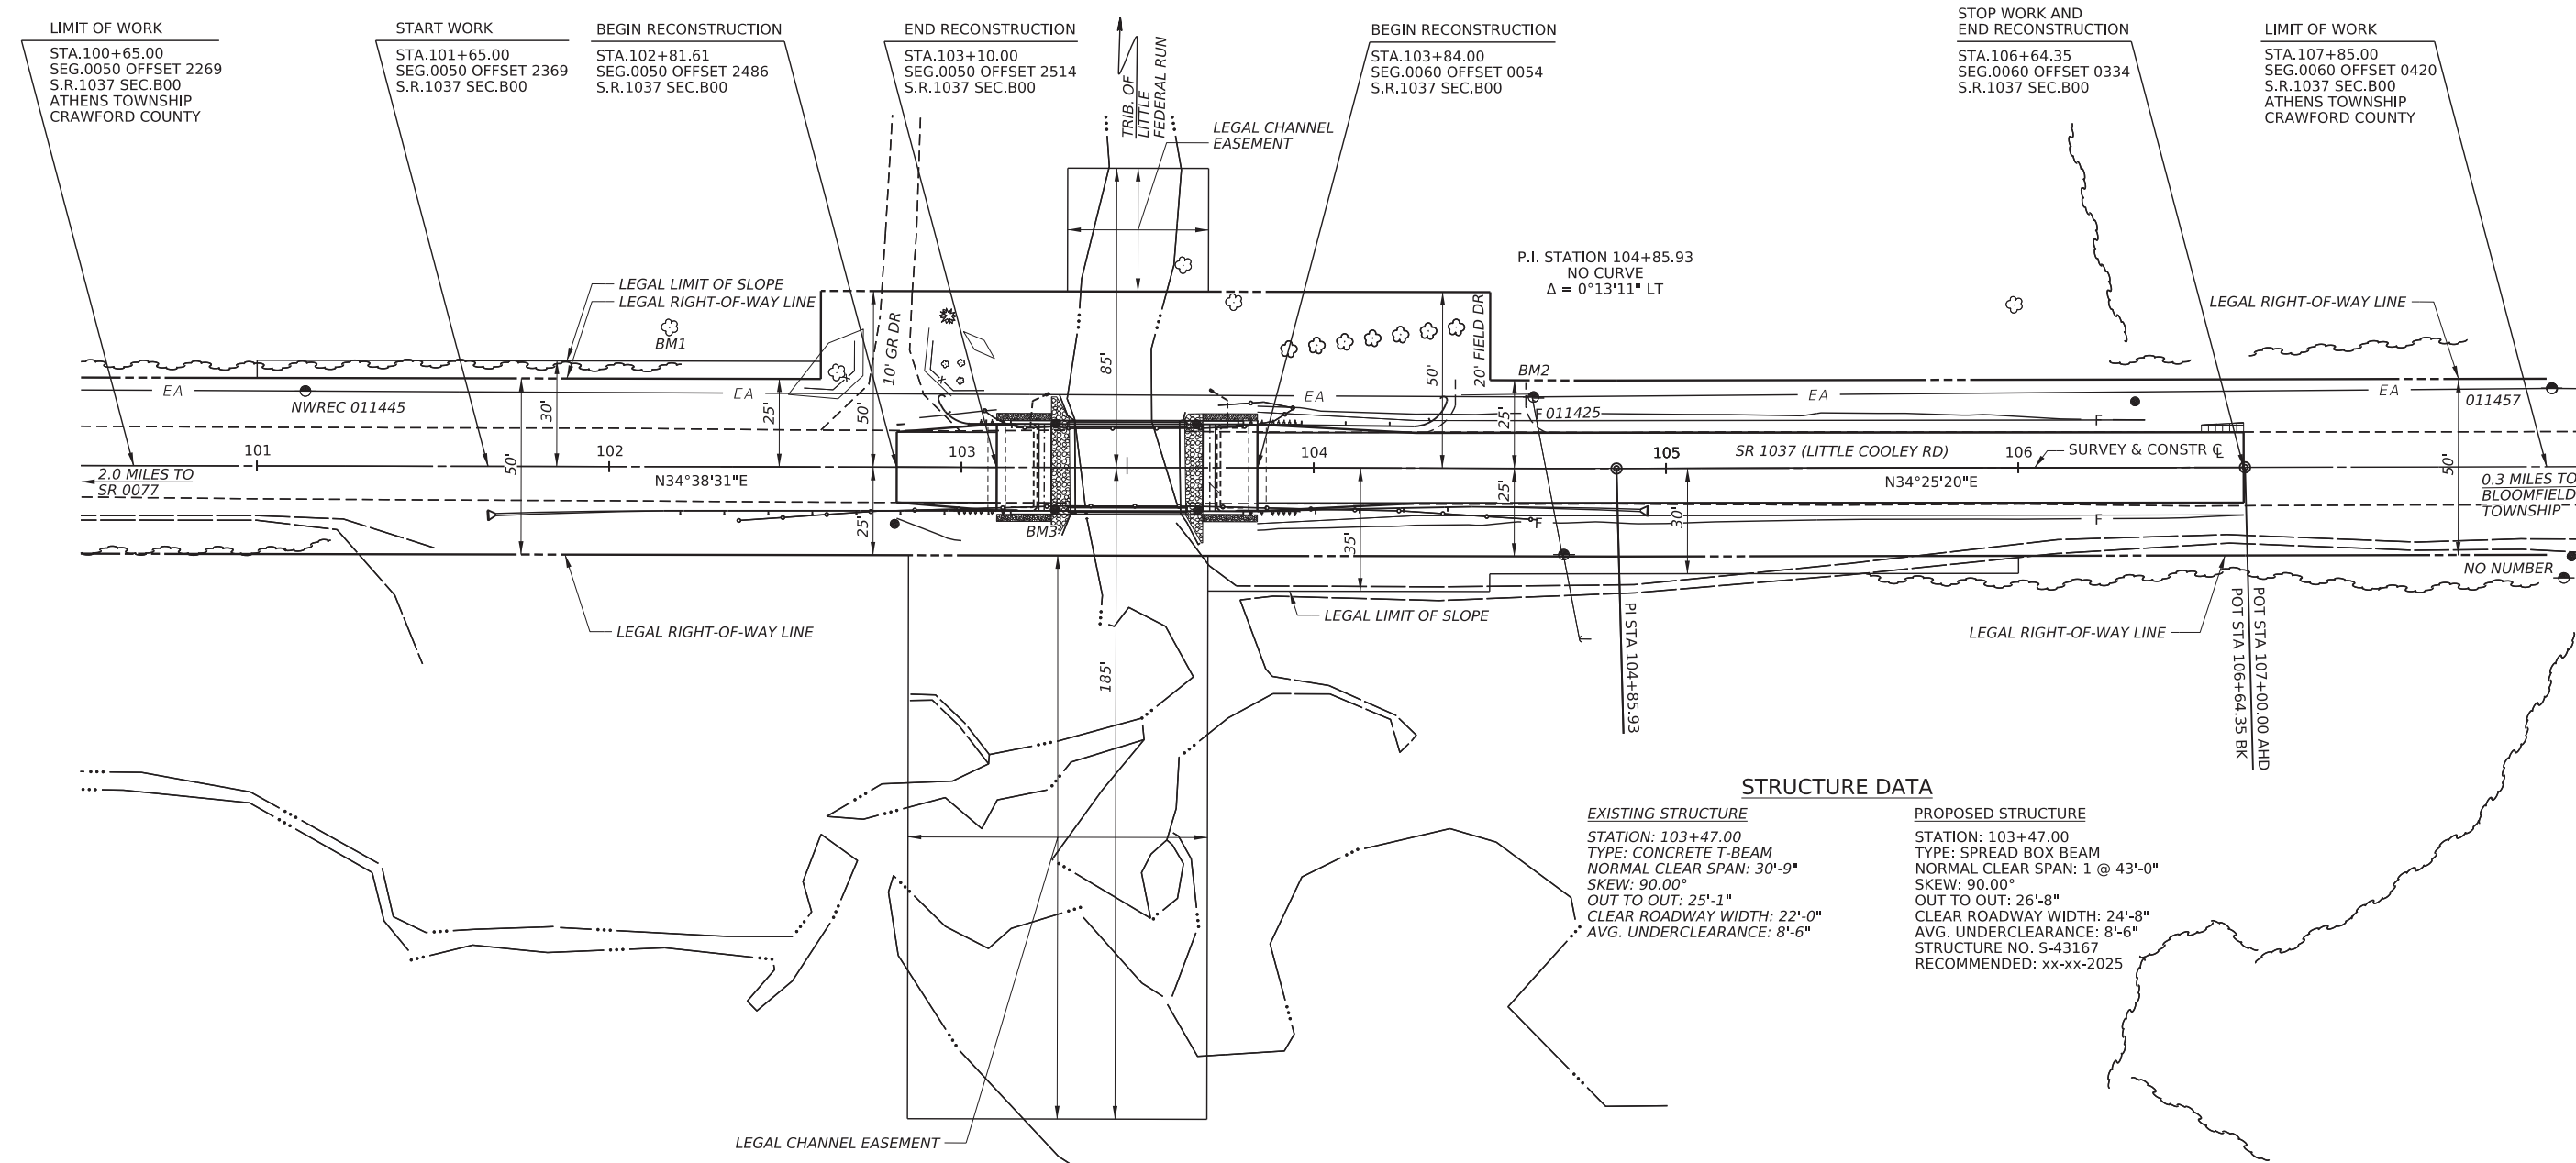 LIMIT OF WORK
STA.100+65.00
SEG.0050 OFFSET 2269
S.R.1037 SEC.B00
ATHENS TOWNSHIP
CRAWFORD COUNTY
START WORK
STA.101+65.00
SEG.0050 OFFSET 2369
S.R.1037 SEC.B00
BEGIN RECONSTRUCTION
STA.102+81.61
SEG.0050 OFFSET 2486
S.R.1037 SEC.B00
END RECONSTRUCTION
STA.103+10.00
SEG.0050 OFFSET 2514
S.R.1037 SEC.B00
TRIB. OF
LITTLE
FEDERAL RUN
LEGAL CHANNEL
EASEMENT
BEGIN RECONSTRUCTION
STA.103+84.00
SEG.0060 OFFSET 0054
S.R.1037 SEC.B00
STOP WORK AND
END RECONSTRUCTION
STA.106+64.35
SEG.0060 OFFSET 0334
S.R.1037 SEC.B00
LIMIT OF WORK
STA.107+85.00
SEG.0060 OFFSET 0420
S.R.1037 SEC.B00
ATHENS TOWNSHIP
CRAWFORD COUNTY
P.I. STATION 104+85.93
NO CURVE
Δ = 0°13'11" LT
LEGAL LIMIT OF SLOPE
LEGAL RIGHT-OF-WAY LINE
BM1
LEGAL RIGHT-OF-WAY LINE
10' GR DR
20' FIELD DR
85'
50'
50'
BM2
EA
EA
EA
EA
EA
NWREC 011445
30'
25'
25'
F 011425
F
011457
101
102
103
104
105
106
SR 1037 (LITTLE COOLEY RD)
SURVEY & CONSTR ℄
50'
50'
2.0 MILES TO
SR 0077
N34°38'31"E
N34°25'20"E
0.3 MILES TO
BLOOMFIELD
TOWNSHIP
25'
BM3
35'
25'
30'
F
F
NO NUMBER
LEGAL RIGHT-OF-WAY LINE
LEGAL LIMIT OF SLOPE
LEGAL RIGHT-OF-WAY LINE
185'
PI STA 104+85.93
POT STA 106+64.35 BK
POT STA 107+00.00 AHD
STRUCTURE DATA
EXISTING STRUCTURE
STATION: 103+47.00
TYPE: CONCRETE T-BEAM
NORMAL CLEAR SPAN: 30'-9"
SKEW: 90.00°
OUT TO OUT: 25'-1"
CLEAR ROADWAY WIDTH: 22'-0"
AVG. UNDERCLEARANCE: 8'-6"
PROPOSED STRUCTURE
STATION: 103+47.00
TYPE: SPREAD BOX BEAM
NORMAL CLEAR SPAN: 1 @ 43'-0"
SKEW: 90.00°
OUT TO OUT: 26'-8"
CLEAR ROADWAY WIDTH: 24'-8"
AVG. UNDERCLEARANCE: 8'-6"
STRUCTURE NO. S-43167
RECOMMENDED: xx-xx-2025
LEGAL CHANNEL EASEMENT